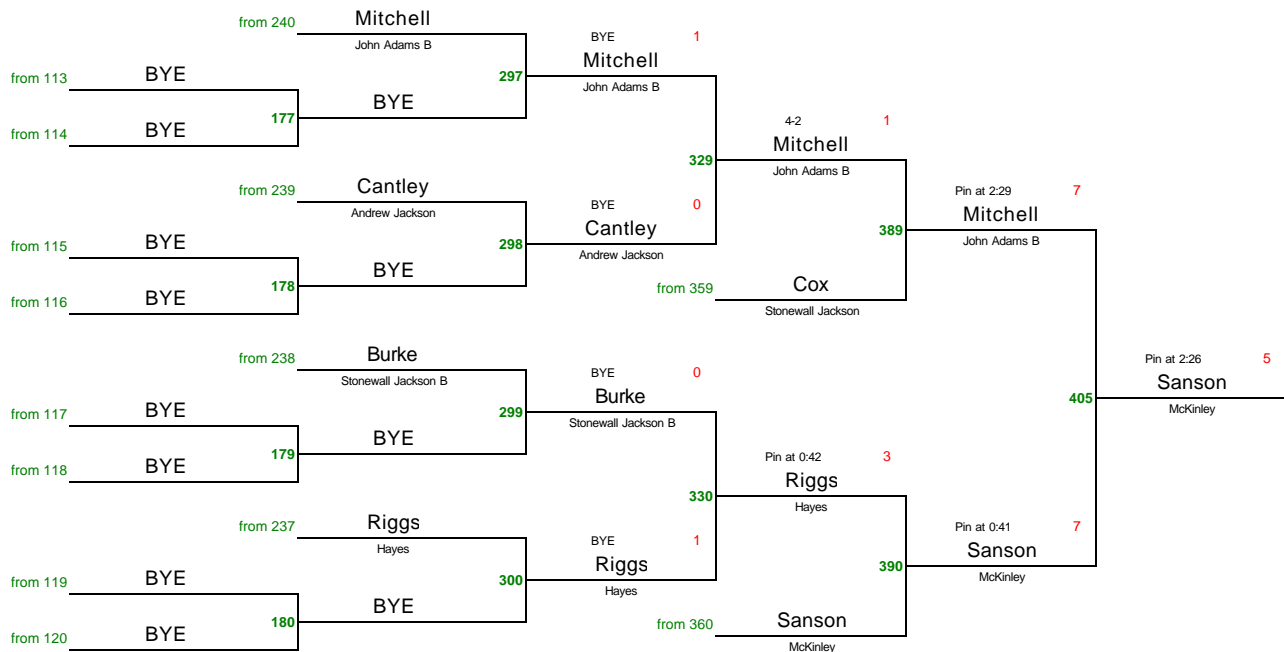 from 240 Mitchell
John Adams B
BYE 1
from 113 BYE
297 Mitchell
John Adams B
177 BYE
from 114 BYE
4-2 1
329 Mitchell
John Adams B
from 239 Cantley
Andrew Jackson
BYE 0
Pin at 2:29 7
389 Mitchell
John Adams B
from 115 BYE
298 Cantley
Andrew Jackson
178 BYE
from 116 BYE
from 359 Cox
Stonewall Jackson
from 238 Burke
Stonewall Jackson B
BYE 0
Pin at 2:26 5
405 Sanson
McKinley
from 117 BYE
299 Burke
Stonewall Jackson B
179 BYE
from 118 BYE
Pin at 0:42 3
330 Riggs
Hayes
from 237 Riggs
Hayes
BYE 1
Pin at 0:41 7
390 Sanson
McKinley
from 119 BYE
300 Riggs
Hayes
180 BYE
from 120 BYE
from 360 Sanson
McKinley